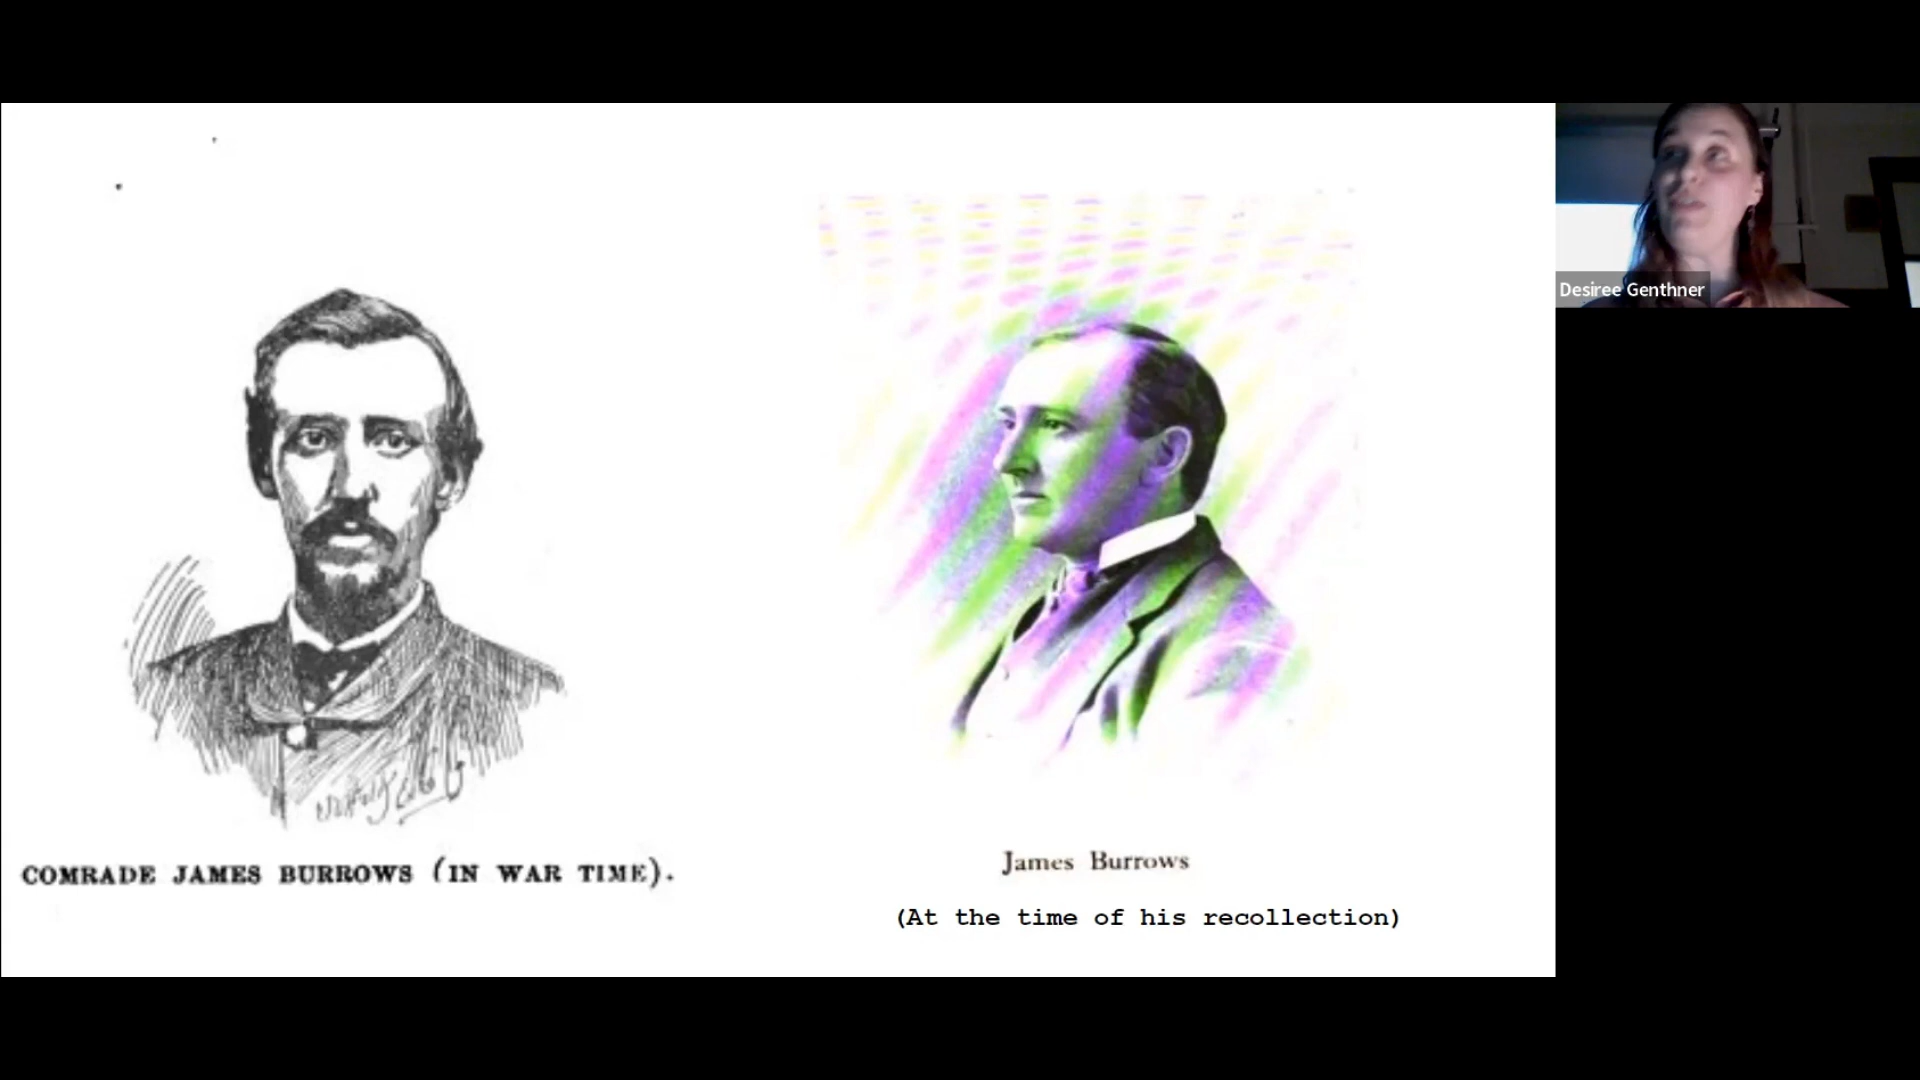 COMRADE JAMES BURROWS (IN WAR TIME).
James Burrows
(At the time of his recollection)
Desiree Genthner